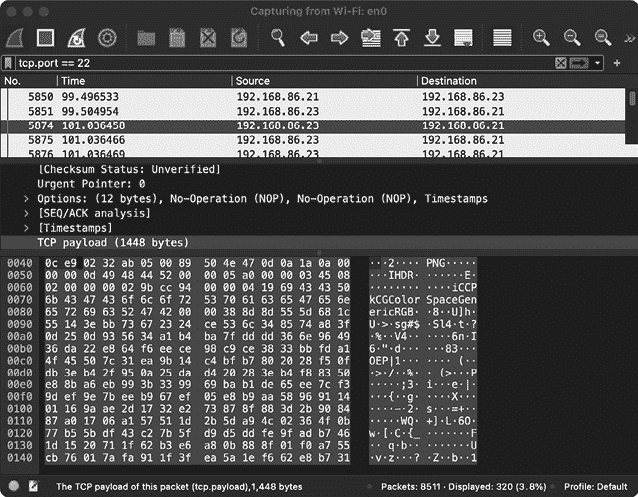 Capturing from Wi-Fi: en0
tcp.port == 22
No. Time Source Destination
5850 99.496533 192.168.86.21 192.168.86.23
5851 99.504954 192.168.86.23 192.168.86.21
5874 101.036450 192.168.86.23 192.168.86.21
5875 101.036466 192.168.86.23 192.168.86.21
5876 101.036469 192.168.86.23 192.168.86.21
[Checksum Status: Unverified]
Urgent Pointer: 0
Options: (12 bytes), No-Operation (NOP), No-Operation (NOP), Timestamps
[SEQ/ACK analysis]
[Timestamps]
TCP payload (1448 bytes)
0040 0c e9 02 32 ab 05 00 89 50 4e 47 0d 0a 1a 0a 00 ···2···· PNG·····
0050 00 00 0d 49 48 44 52 00 00 05 a0 00 00 03 45 08 ···IHDR· ······E·
0060 02 00 00 00 02 9b cc 94 00 00 04 19 69 43 43 50 ········ ····iCCP
0070 6b 43 47 43 6f 6c 6f 72 53 70 61 63 65 47 65 6e kCGColor SpaceGen
0080 65 72 69 63 52 47 42 00 00 38 8d 8d 55 5d 68 1c ericRGB· ·8··U]h·
0090 55 14 3e bb 73 67 23 24 ce 53 6c 34 85 74 a8 3f U·>·sg#$ ·Sl4·t·?
00a0 0d 25 0d 93 56 34 a1 b4 ba 7f dd dd 36 6e 96 49 ·%··V4·· ····6n·I
00b0 36 da 22 e8 64 f6 ee ce 98 c9 ce 38 33 bb fd a1 6·"·d··· ···83···
00c0 4f 45 50 7c 31 ea 9b 14 c4 bf b7 80 20 28 f5 0f OEP|1··· ···· (··
00d0 db 3e b4 2f 95 0a 25 da d4 20 28 3e b4 f8 83 50 ·>·/··%· · (>···P
00e0 e8 8b a6 eb 99 3b 33 99 69 ba b1 de 65 ee 7c f3 ·····;3· i···e·|·
00f0 9d ef 9e 7b ee b9 67 ef 05 e8 b9 aa 58 96 91 14 ···{··g· ····X···
0100 01 16 9a ae 2d 17 32 e2 73 87 8f 88 3d 2b 90 84 ····-·2· s···=+··
0110 87 a0 17 06 a1 57 51 1d 2b 5d a9 4c 02 36 4f 0b ·····WQ· +]·L·6O·
0120 77 b5 5b df 43 c2 7b 5f d9 d5 dd fe 9f ad b7 46 w·[·C·{_ ·······F
0130 1d 15 20 71 1f 62 b3 e6 a8 0b 88 8f 01 f0 a7 55 ·· q·b·· ·······U
0140 cb 76 01 7a fa 91 1f 3f ea 5a 1e f6 62 e8 b7 31 ·v·z···? ·Z··b··1
The TCP payload of this packet (tcp.payload), 1,448 bytes
Packets: 8511 · Displayed: 320 (3.8%)
Profile: Default